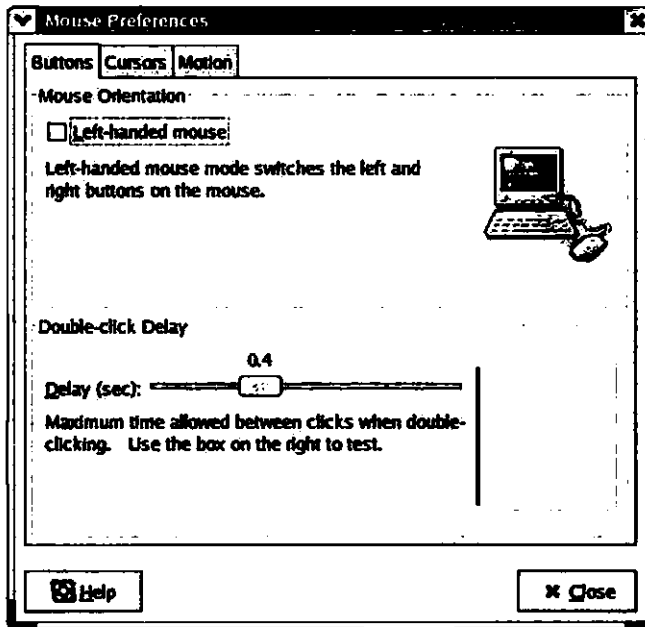 Mouse Preferences
Buttons Cursors Motion
Mouse Orientation
Left-handed mouse
Left-handed mouse mode switches the left and
right buttons on the mouse.
Double-click Delay
0.4
Delay (sec):
Maximum time allowed between clicks when double-
clicking. Use the box on the right to test.
Help
Close